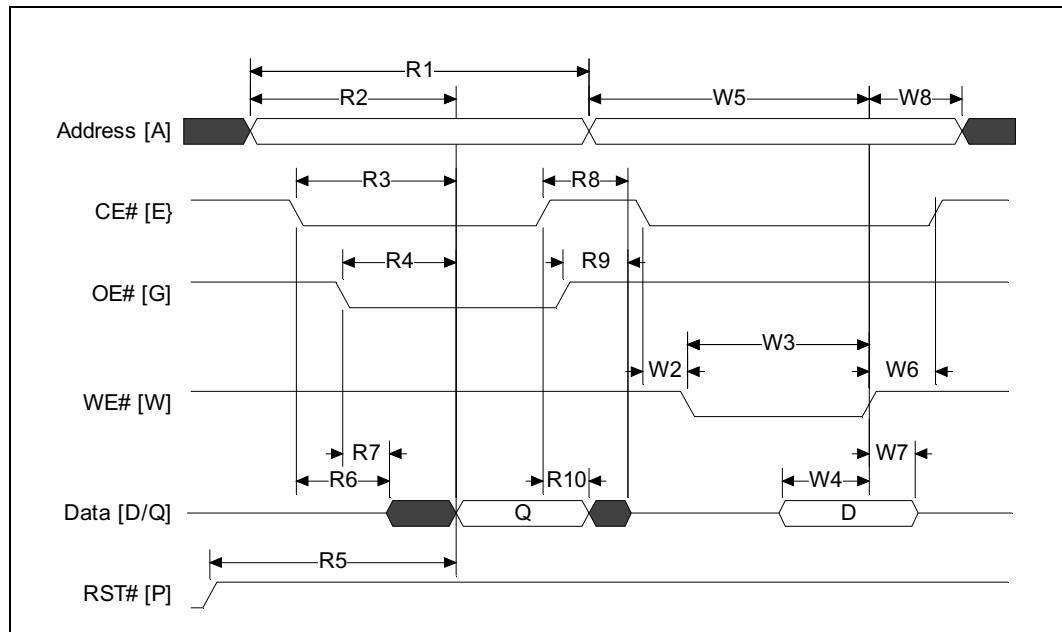 R1
R2
W5
W8
Address [A]
R3
R8
CE# [E}
R4
R9
OE# [G]
W3
W2
W6
WE# [W]
R7
W7
R6
R10
W4
Data [D/Q]
Q
D
R5
RST# [P]